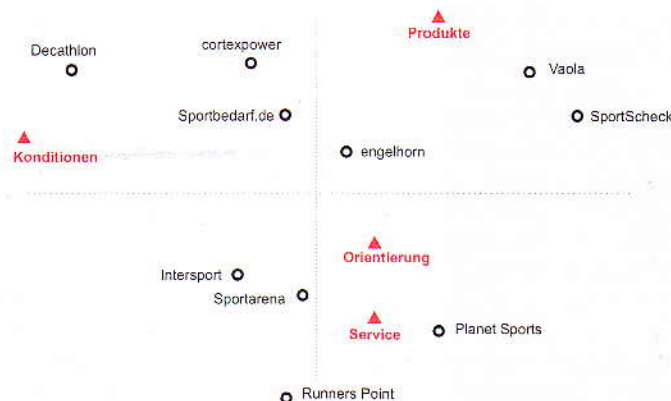 Produkte
cortexpower
Decathlon
Vaola
Sportbedarf.de
SportScheck
engelhorn
Konditionen
Orientierung
Intersport
Sportarena
Service
Planet Sports
Runners Point